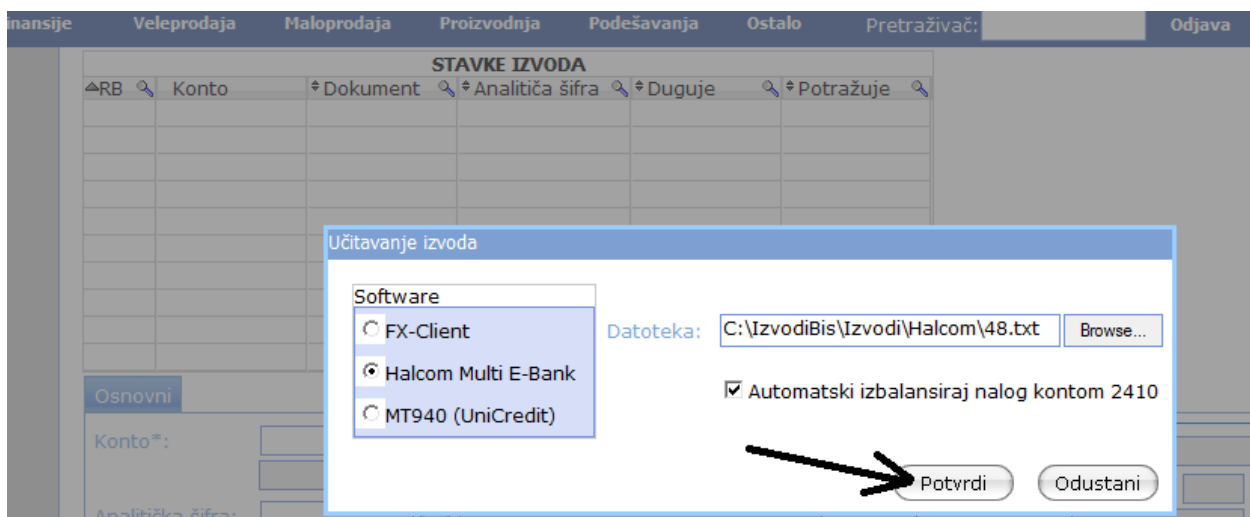 inansije Veleprodaja Maloprodaja Proizvodnja Podešavanja Ostalo Pretraživač: Odjava
STAVKE IZVODA
RB Konto Dokument Analitiča šifra Duguje Potražuje
Učitavanje izvoda
Software
FX-Client
Datoteka: C:\IzvodiBis\Izvodi\Halcom\48.txt Browse...
Halcom Multi E-Bank
Automatski izbalansiraj nalog kontom 2410
MT940 (UniCredit)
Osnovni
Konto*:
Potvrdi Odustani
Analitička šifra: